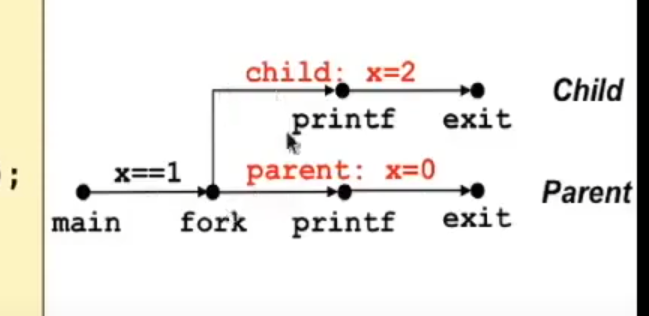 child: x=2
Child
printf exit
;
x==1
parent: x=0
Parent
main fork printf exit